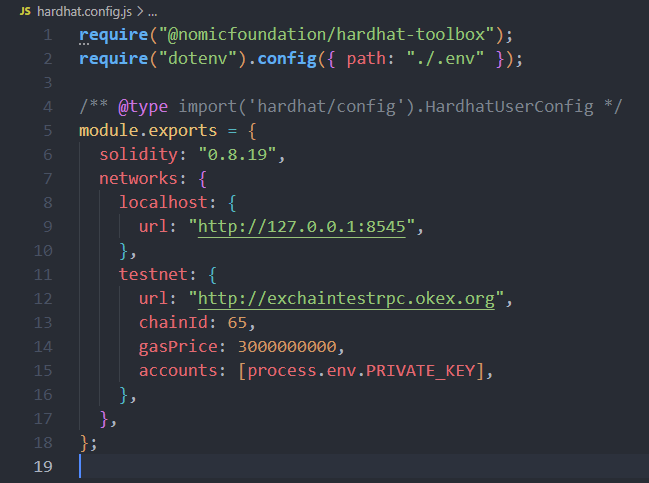 JS hardhat.config.js > ...
1 require("@nomicfoundation/hardhat-toolbox");
2 require("dotenv").config({ path: "./.env" });
3
4 /** @type import('hardhat/config').HardhatUserConfig */
5 module.exports = {
6   solidity: "0.8.19",
7   networks: {
8     localhost: {
9       url: "http://127.0.0.1:8545",
10     },
11     testnet: {
12       url: "http://exchaintestrpc.okex.org",
13       chainId: 65,
14       gasPrice: 3000000000,
15       accounts: [process.env.PRIVATE_KEY],
16     },
17   },
18 };
19